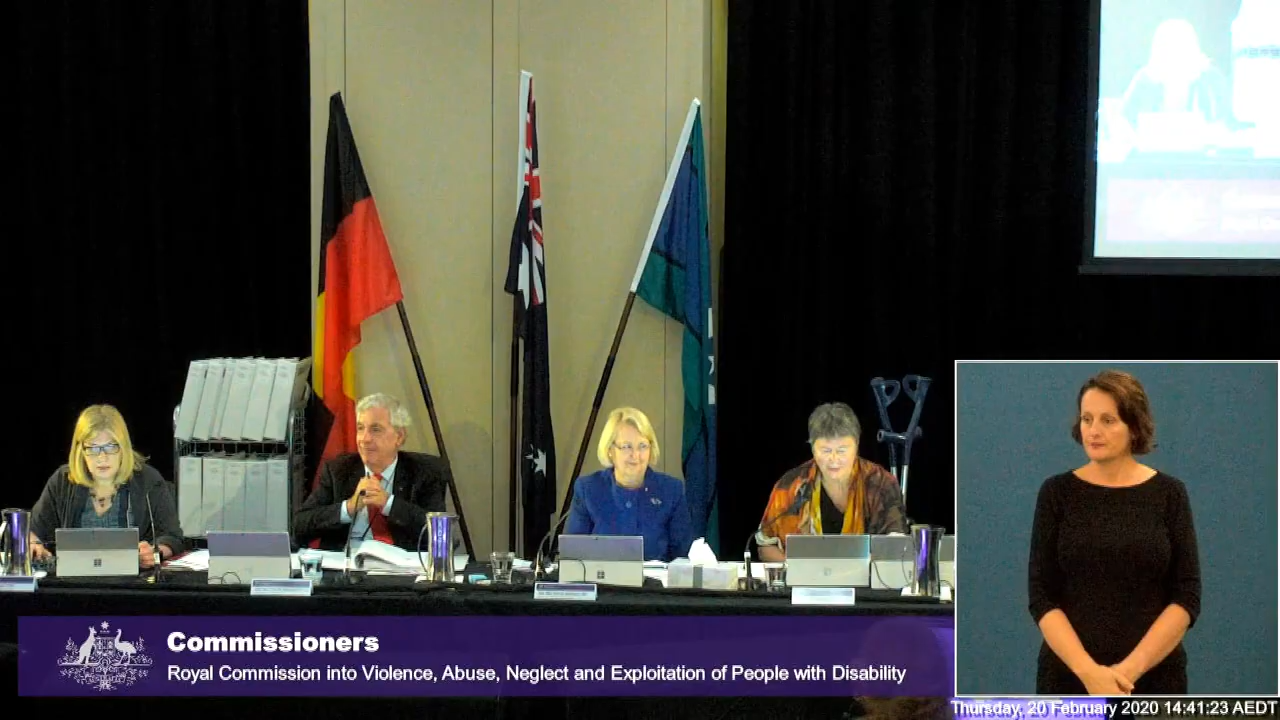 Commissioners
Royal Commission into Violence, Abuse, Neglect and Exploitation of People with Disability
Thursday, 20 February 2020 14:41:23 AEDT